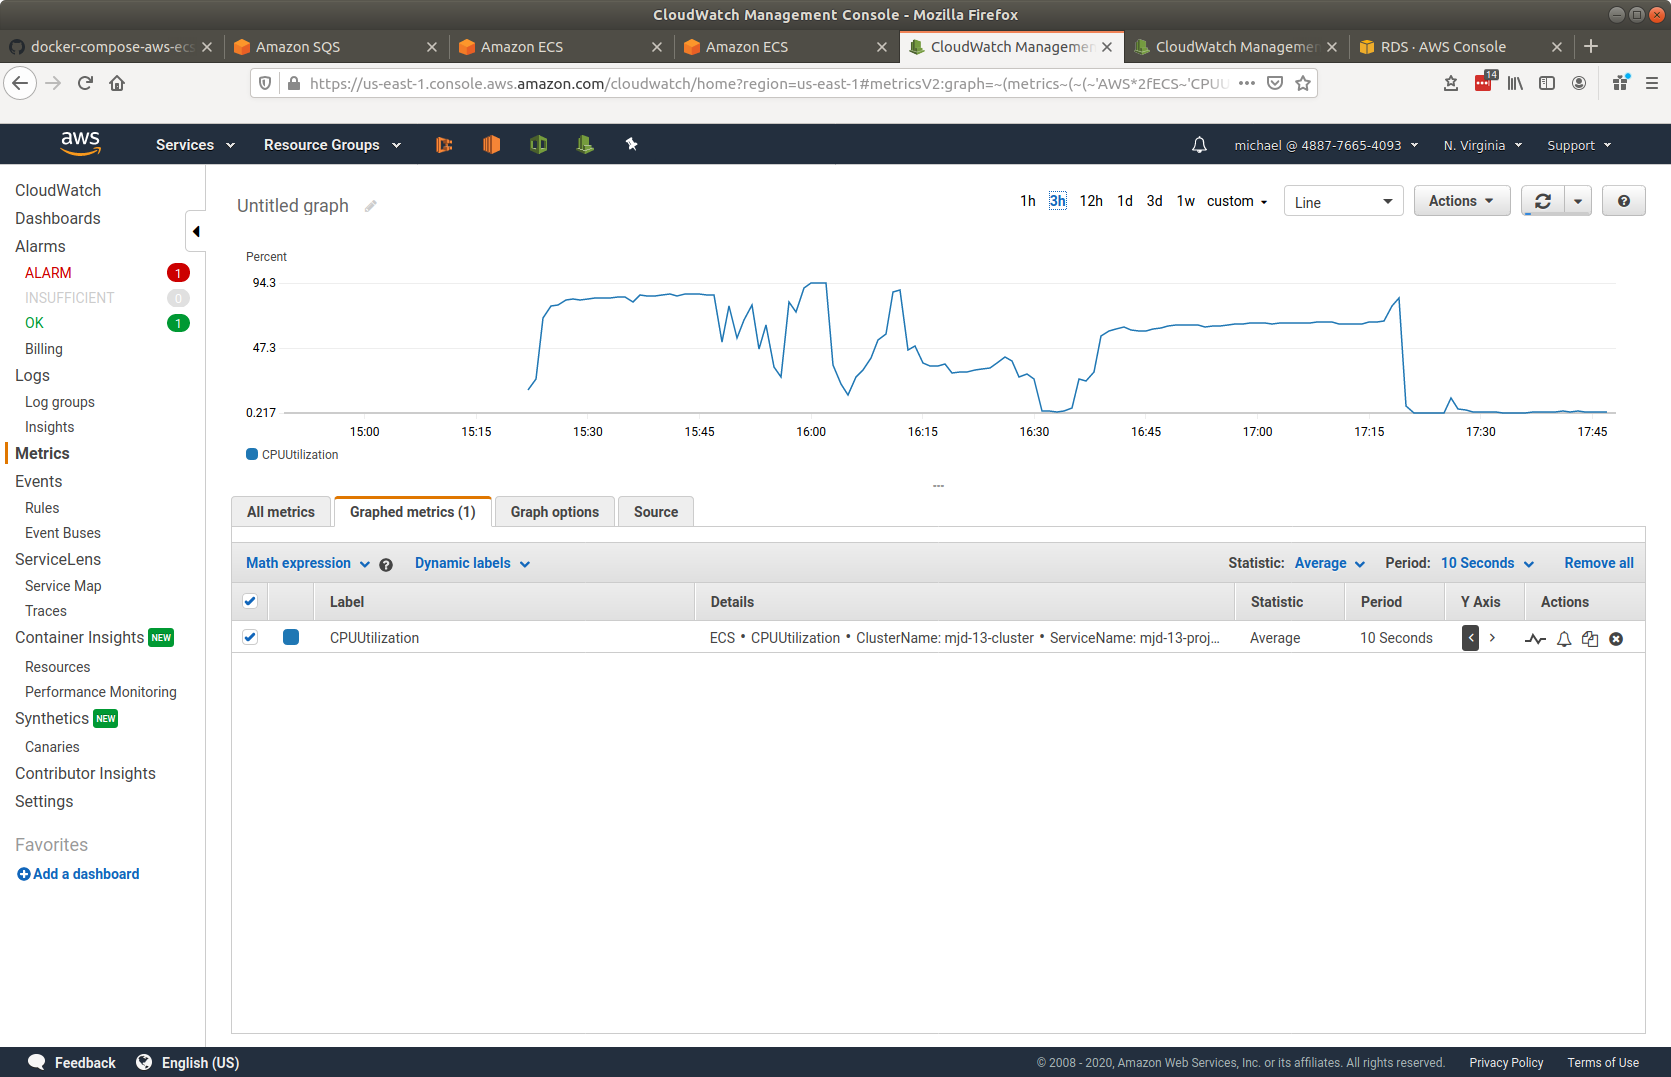 CloudWatch Management Console - Mozilla Firefox
docker-compose-aws-ecs
Amazon SQS
Amazon ECS
Amazon ECS
CloudWatch Managemen
CloudWatch Managemen
RDS · AWS Console
https://us-east-1.console.aws.amazon.com/cloudwatch/home?region=us-east-1#metricsV2:graph=~(metrics~(~(~'AWS*2fECS~'CPUU
14
aws
Services
Resource Groups
michael @ 4887-7665-4093
N. Virginia
Support
CloudWatch
Dashboards
Alarms
ALARM 1
INSUFFICIENT 0
OK 1
Billing
Logs
Log groups
Insights
Metrics
Events
Rules
Event Buses
ServiceLens
Service Map
Traces
Container Insights NEW
Resources
Performance Monitoring
Synthetics NEW
Canaries
Contributor Insights
Settings
Favorites
Add a dashboard
Untitled graph
1h 3h 12h 1d 3d 1w custom
Line
Actions
?
Percent
94.3
47.3
0.217
15:00 15:15 15:30 15:45 16:00 16:15 16:30 16:45 17:00 17:15 17:30 17:45
CPUUtilization
All metrics
Graphed metrics (1)
Graph options
Source
Math expression ?
Dynamic labels
Statistic: Average
Period: 10 Seconds
Remove all
Label Details Statistic Period Y Axis Actions
CPUUtilization ECS • CPUUtilization • ClusterName: mjd-13-cluster • ServiceName: mjd-13-proj... Average 10 Seconds < >
Feedback
English (US)
© 2008 - 2020, Amazon Web Services, Inc. or its affiliates. All rights reserved.
Privacy Policy
Terms of Use